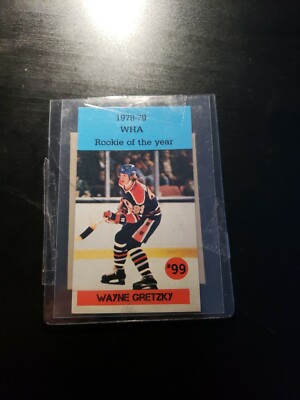 1978-79
WHA
Rookie of the year
#99
WAYNE GRETZKY